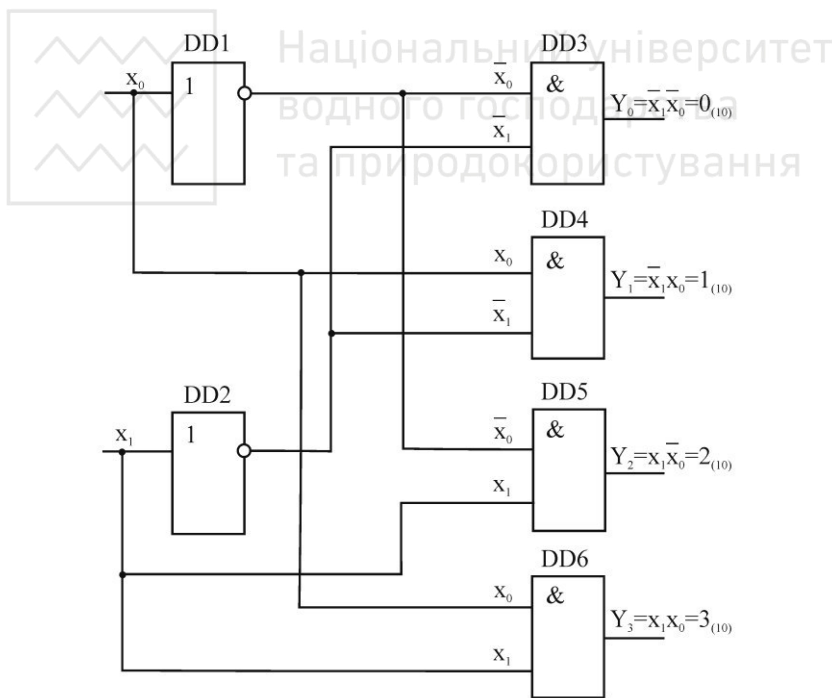 Національний університет
водного господарства
та природокористування
DD1
x₀
1
DD2
x₁
1
DD3
x̅₀
x̅₁
&
Y₀=x̅₁x̅₀=0₍₁₀₎
DD4
x₀
x̅₁
&
Y₁=x̅₁x₀=1₍₁₀₎
DD5
x̅₀
x₁
&
Y₂=x₁x̅₀=2₍₁₀₎
DD6
x₀
x₁
&
Y₃=x₁x₀=3₍₁₀₎